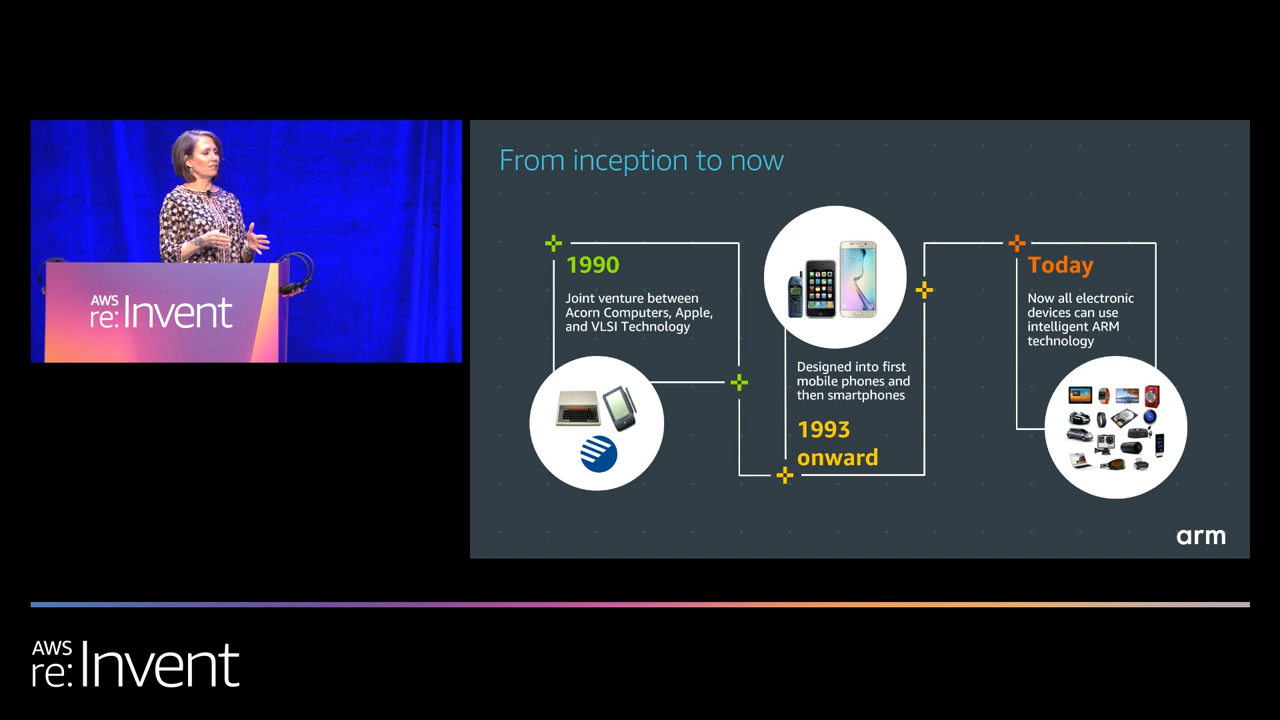 AWS
re:Invent
From inception to now
1990
Joint venture between
Acorn Computers, Apple,
and VLSI Technology
Designed into first
mobile phones and
then smartphones
1993
onward
Today
Now all electronic
devices can use
intelligent ARM
technology
arm
AWS
re:Invent